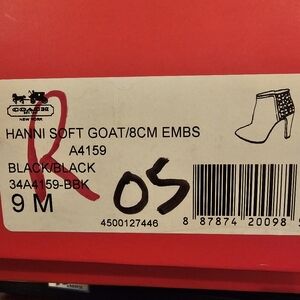 COACH
NEW YORK
HANNI SOFT GOAT/8CM EMBS
A4159
BLACK/BLACK
34A4159-BBK
9 M
4500127446
8 87874 20098
R
OS